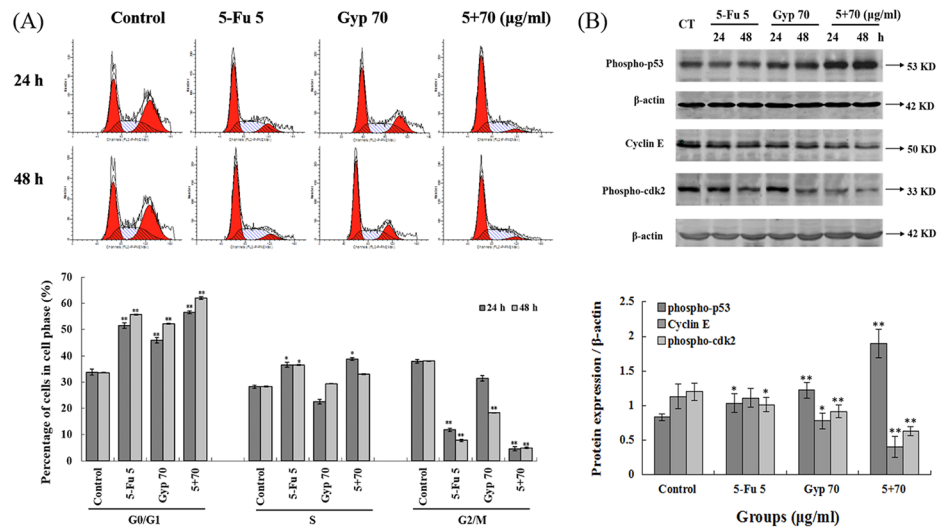 (A)
Control
5-Fu 5
Gyp 70
5+70 (μg/ml)
24 h
48 h
Percentage of cells in cell phase (%)
70
60
50
40
30
20
10
0
24 h
48 h
**
**
**
**
**
**
*
*
*
**
**
**
**
Control
5-Fu 5
Gyp 70
5+70
Control
5-Fu 5
Gyp 70
5+70
Control
5-Fu 5
Gyp 70
5+70
G0/G1
S
G2/M
(B)
CT
5-Fu 5
Gyp 70
5+70 (μg/ml)
24
48
24
48
24
48
h
Phospho-p53
53 KD
β-actin
42 KD
Cyclin E
50 KD
Phospho-cdk2
33 KD
β-actin
42 KD
Protein expression / β-actin
2.5
2
1.5
1
0.5
0
phospho-p53
Cyclin E
phospho-cdk2
*
*
**
*
**
**
**
**
Control
5-Fu 5
Gyp 70
5+70
Groups (μg/ml)